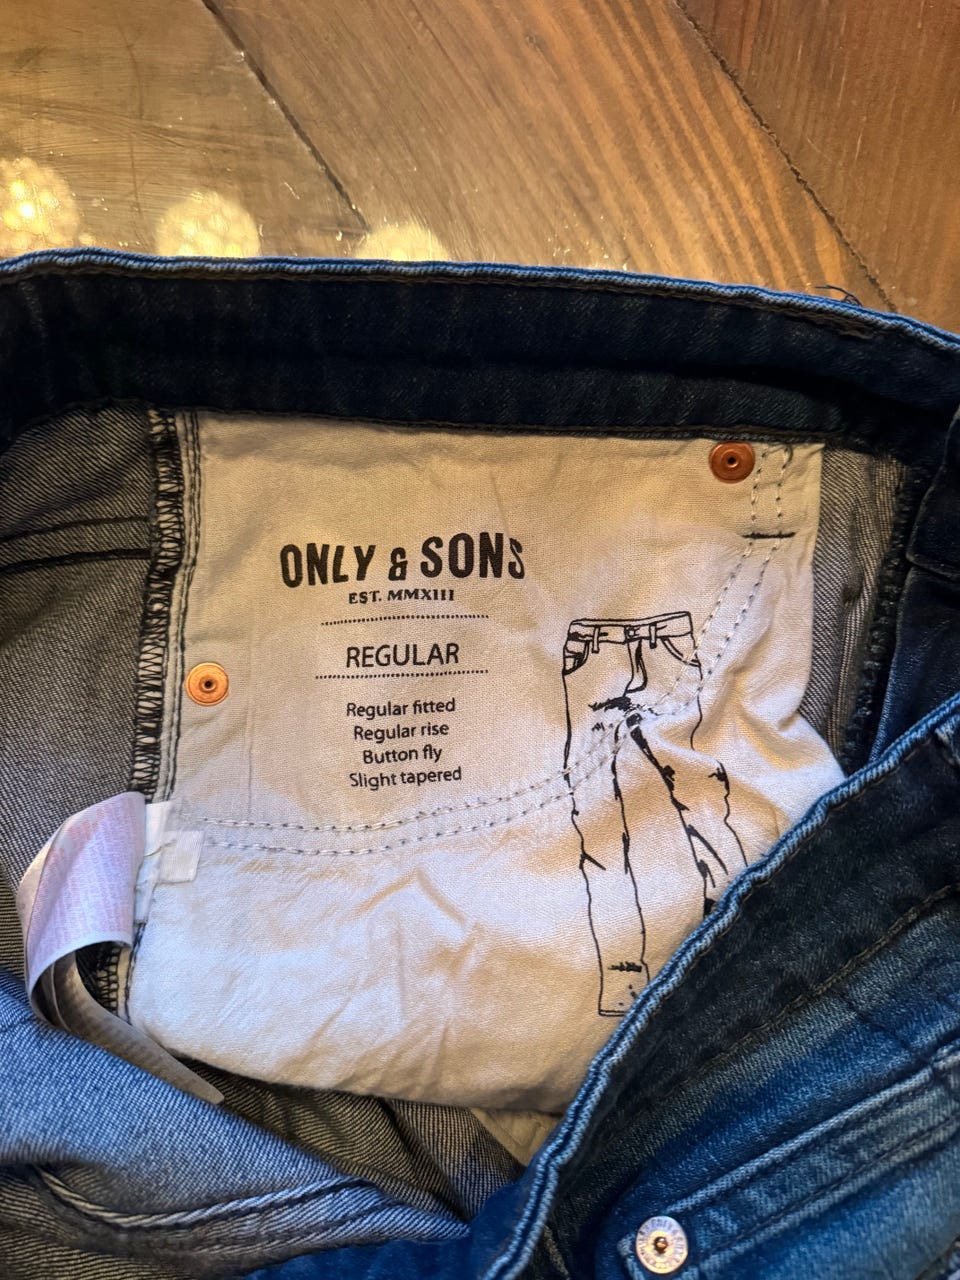 ONLY & SONS
EST. MMXIII
REGULAR
Regular fitted
Regular rise
Button fly
Slight tapered